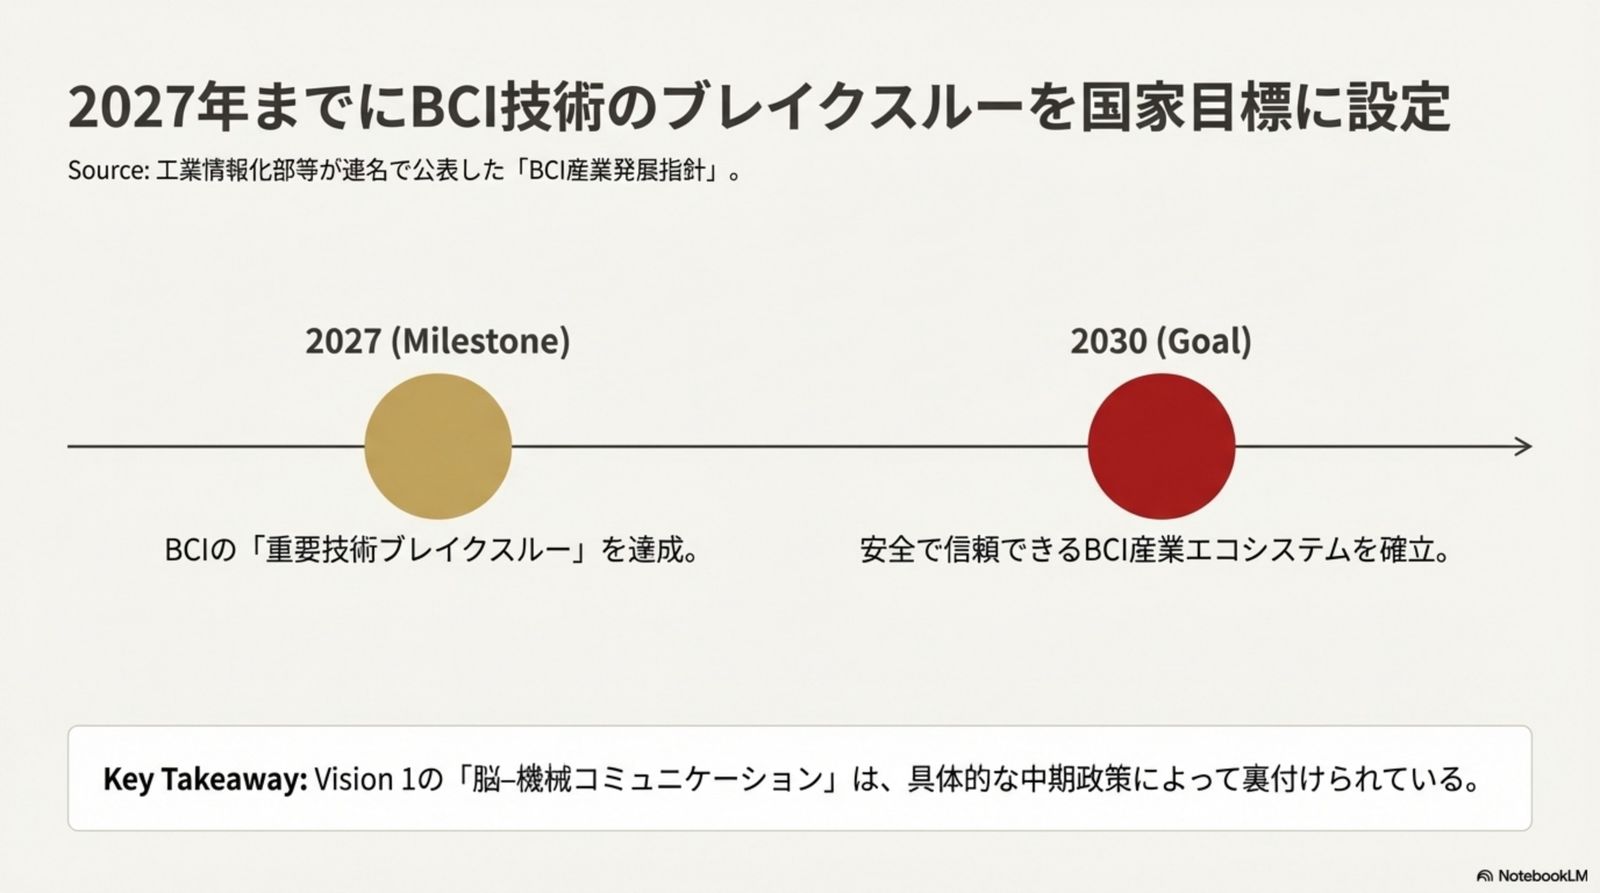 2027年までにBCI技術のブレイクスルーを国家目標に設定
Source: 工業情報化部等が連名で公表した「BCI産業発展指針」。
2027 (Milestone)
2030 (Goal)
BCIの「重要技術ブレイクスルー」を達成。
安全で信頼できるBCI産業エコシステムを確立。
Key Takeaway: Vision 1の「脳–機械コミュニケーション」は、具体的な中期政策によって裏付けられている。
NotebookLM